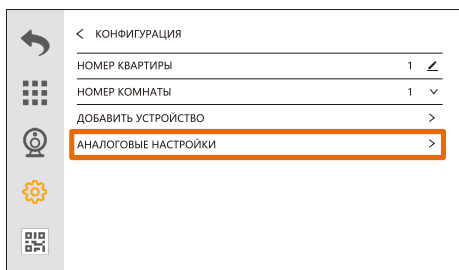 < КОНФИГУРАЦИЯ
НОМЕР КВАРТИРЫ 1
НОМЕР КОМНАТЫ 1
ДОБАВИТЬ УСТРОЙСТВО >
АНАЛОГОВЫЕ НАСТРОЙКИ >